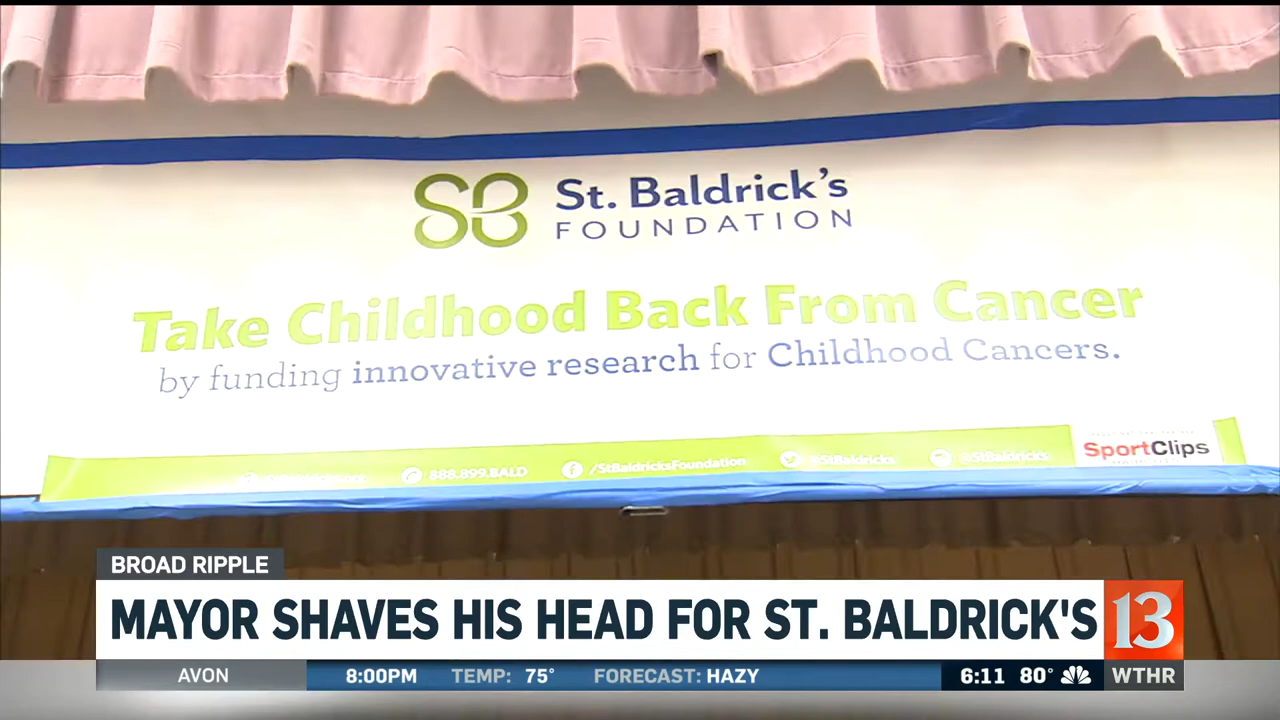 SB St. Baldrick's
FOUNDATION
Take Childhood Back From Cancer
by funding innovative research for Childhood Cancers.
888.899.BALD /StBaldricksFoundation @StBaldricks @StBaldricks
SportClips
BROAD RIPPLE
MAYOR SHAVES HIS HEAD FOR ST. BALDRICK'S 13
AVON 8:00PM TEMP: 75° FORECAST: HAZY 6:11 80° WTHR